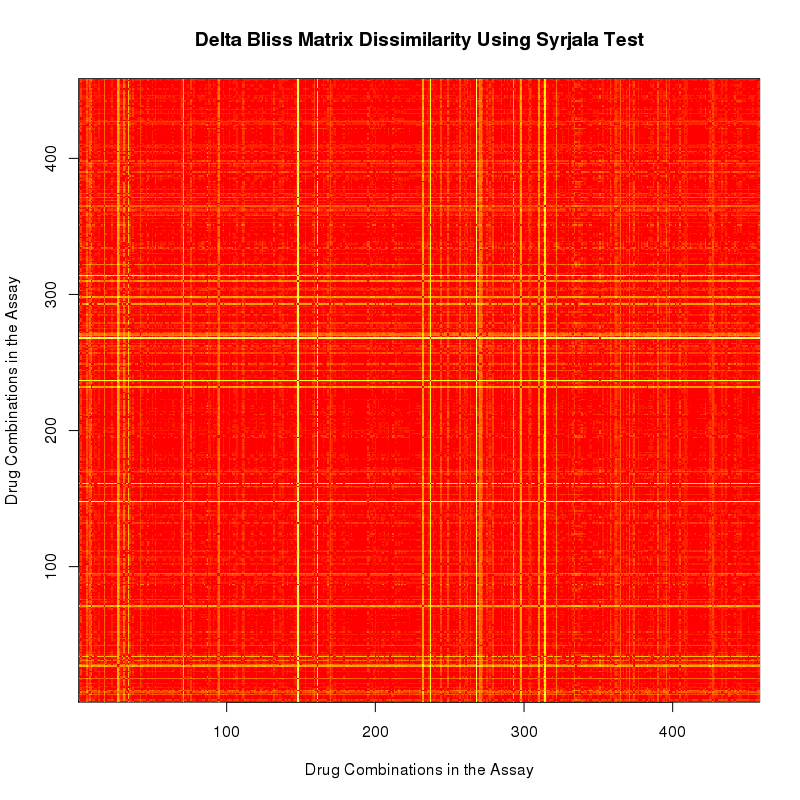 Delta Bliss Matrix Dissimilarity Using Syrjala Test
Drug Combinations in the Assay
400
300
200
100
100 200 300 400
Drug Combinations in the Assay